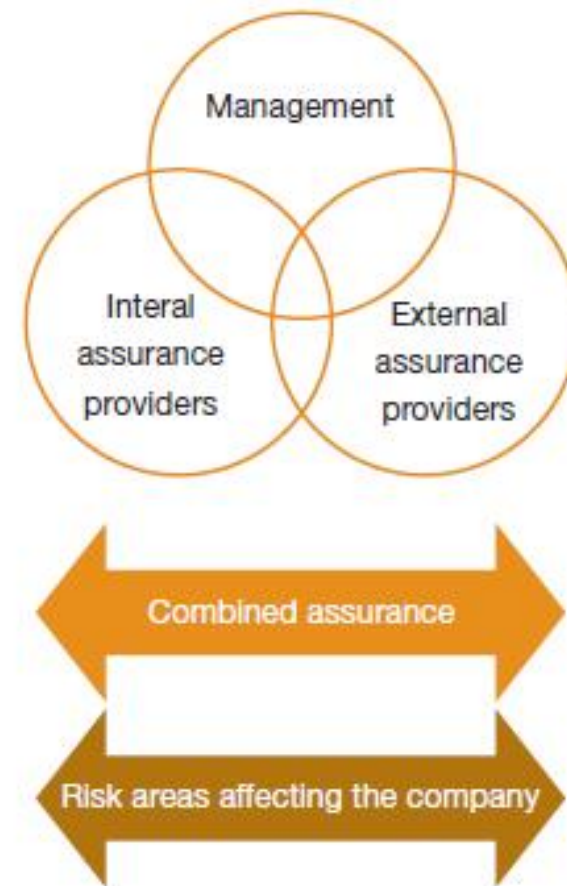 Management
Interal
assurance
providers
External
assurance
providers
Combined assurance
Risk areas affecting the company